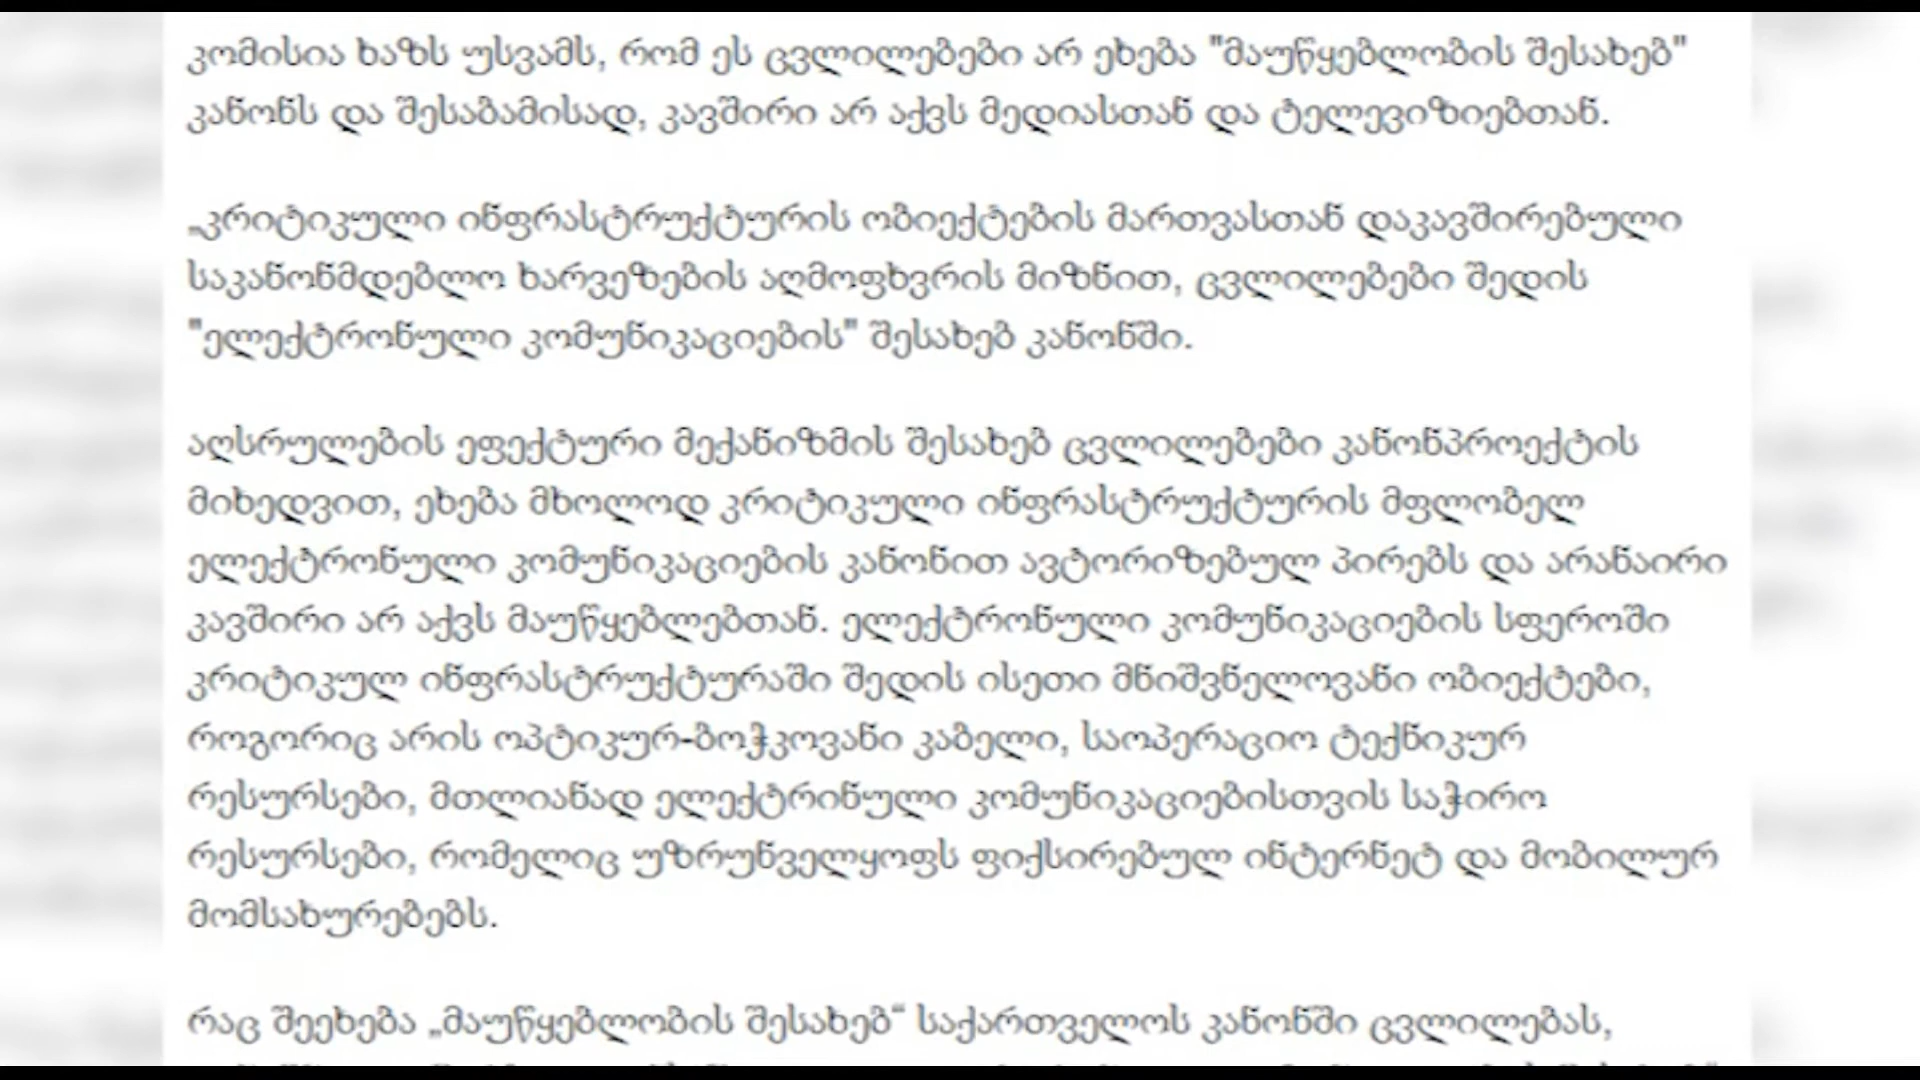 კომისია ხაზს უსვამს, რომ ეს ცვლილებები არ ეხება "მაუწყებლობის შესახებ"
კანონს და შესაბამისად, კავშირი არ აქვს მედიასთან და ტელევიზიებთან.
„კრიტიკული ინფრასტრუქტურის ობიექტების მართვასთან დაკავშირებული
საკანონმდებლო ხარვეზების აღმოფხვრის მიზნით, ცვლილებები შედის
"ელექტრონული კომუნიკაციების" შესახებ კანონში.
აღსრულების ეფექტური მექანიზმის შესახებ ცვლილებები კანონპროექტის
მიხედვით, ეხება მხოლოდ კრიტიკული ინფრასტრუქტურის მფლობელ
ელექტრონული კომუნიკაციების კანონით ავტორიზებულ პირებს და არანაირი
კავშირი არ აქვს მაუწყებლებთან. ელექტრონული კომუნიკაციების სფეროში
კრიტიკულ ინფრასტრუქტურაში შედის ისეთი მნიშვნელოვანი ობიექტები,
როგორიც არის ოპტიკურ-ბოჭკოვანი კაბელი, საოპერაციო ტექნიკურ
რესურსები, მთლიანად ელექტრინული კომუნიკაციებისთვის საჭირო
რესურსები, რომელიც უზრუნველყოფს ფიქსირებულ ინტერნეტ და მობილურ
მომსახურებებს.
რაც შეეხება „მაუწყებლობის შესახებ“ საქართველოს კანონში ცვლილებას,